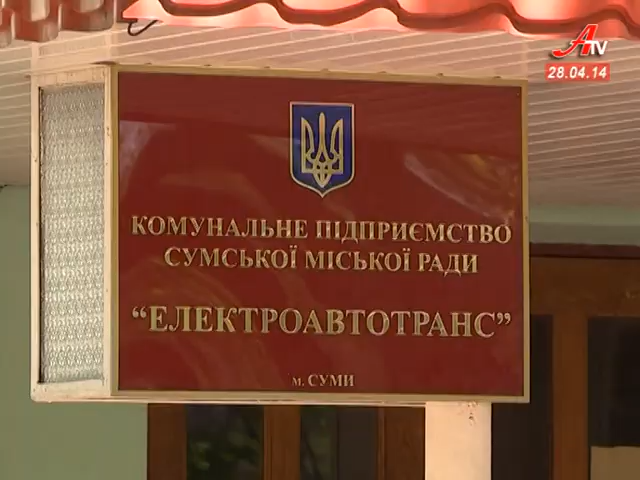 ATV
28.04.14
КОМУНАЛЬНЕ ПІДПРИЄМСТВО
СУМСЬКОЇ МІСЬКОЇ РАДИ
“ЕЛЕКТРОАВТОТРАНС”
м. СУМИ